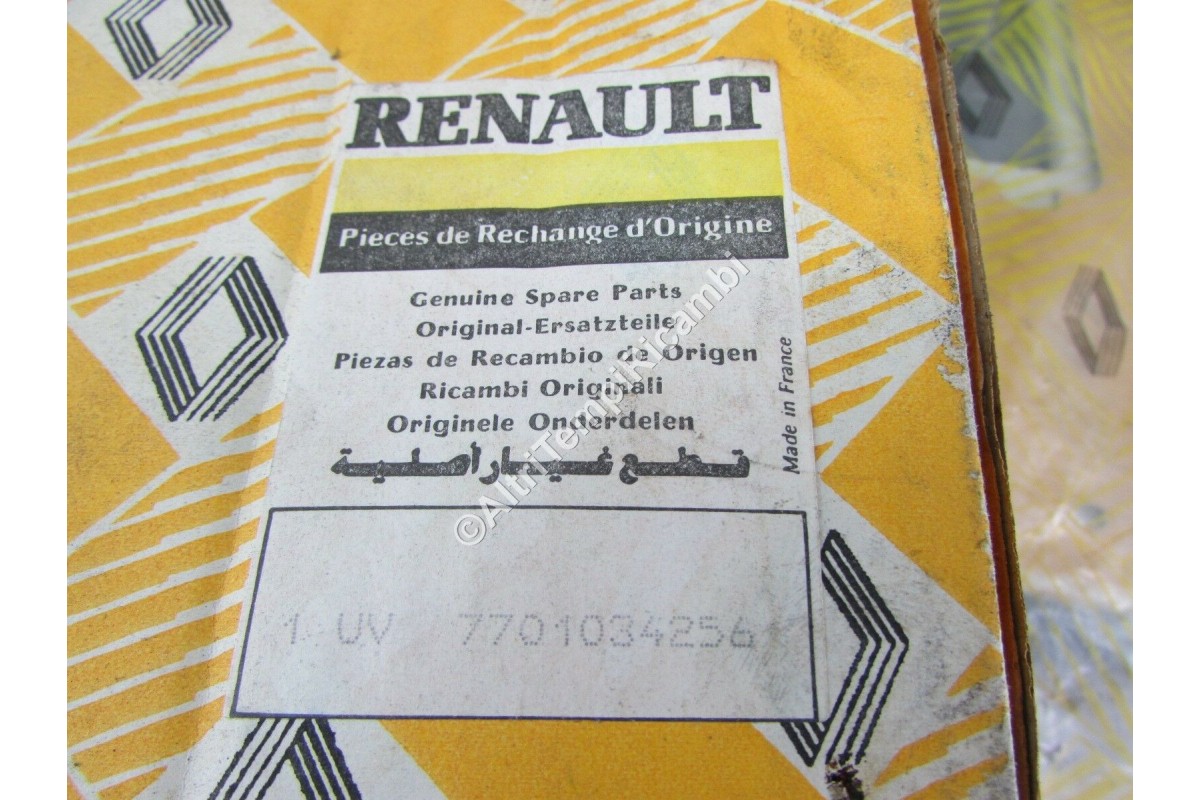 RENAULT
Pieces de Rechange d'Origine
Genuine Spare Parts
Original-Ersatzteile
Piezas de Recambio de Origen
Ricambi Originali
Originele Onderdelen
قطع غيار أصلية
Made in France
©AltriTempiRicambi
1 UV 7701034256